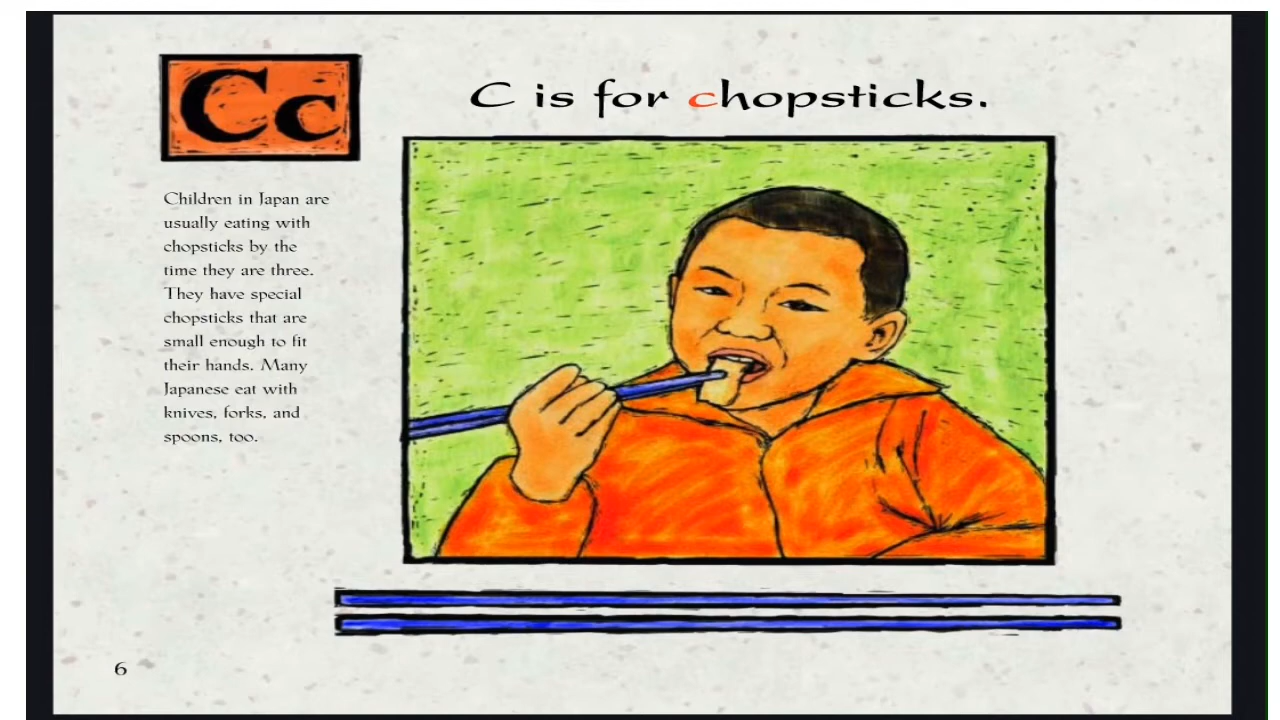 Cc
C is for chopsticks.
Children in Japan are
usually eating with
chopsticks by the
time they are three.
They have special
chopsticks that are
small enough to fit
their hands. Many
Japanese eat with
knives, forks, and
spoons, too.
6